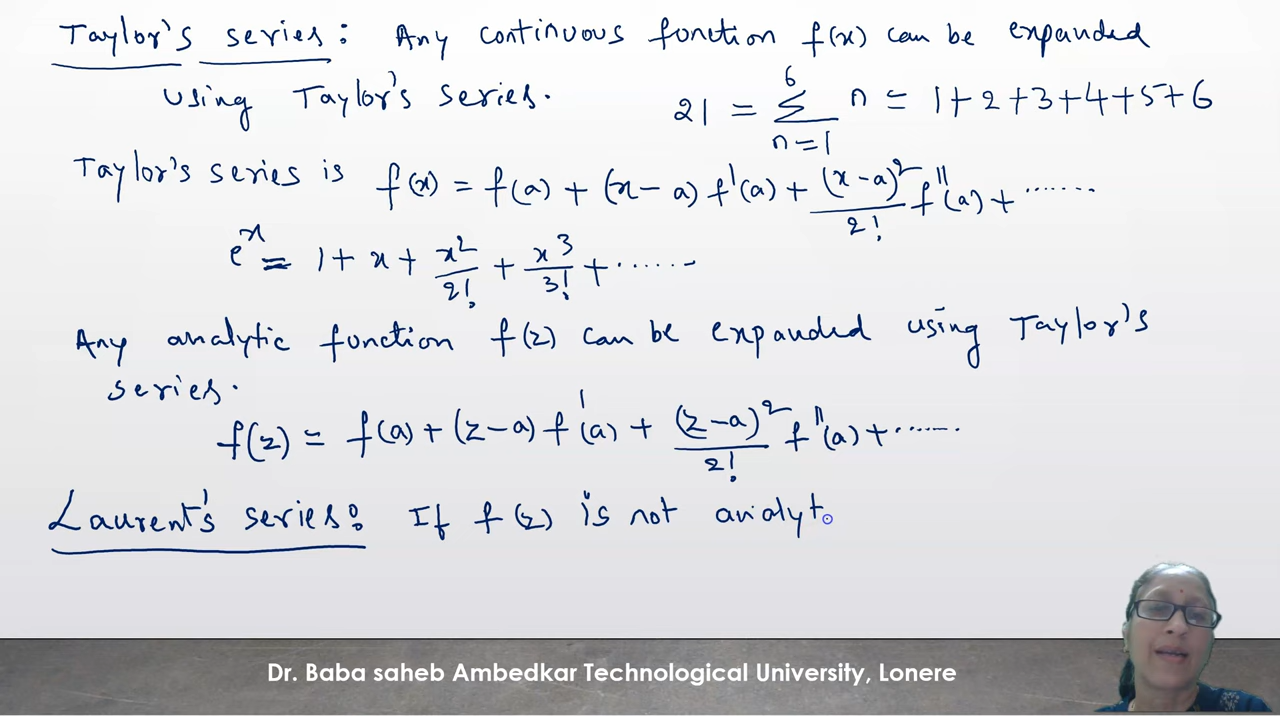 Taylor's series: Any continuous function f(x) can be expanded
using Taylor's series.
21 = ∑_{n=1}^{6} n = 1+2+3+4+5+6
Taylor's series is f(x) = f(a) + (x-a) f'(a) + (x-a)²/2! f''(a) + .......
e^x = 1 + x + x²/2! + x³/3! + ......
Any analytic function f(z) can be expanded using Taylor's
series.
f(z) = f(a) + (z-a) f'(a) + (z-a)²/2! f''(a) + .......
Laurent's series: If f(z) is not analyt
Dr. Baba saheb Ambedkar Technological University, Lonere